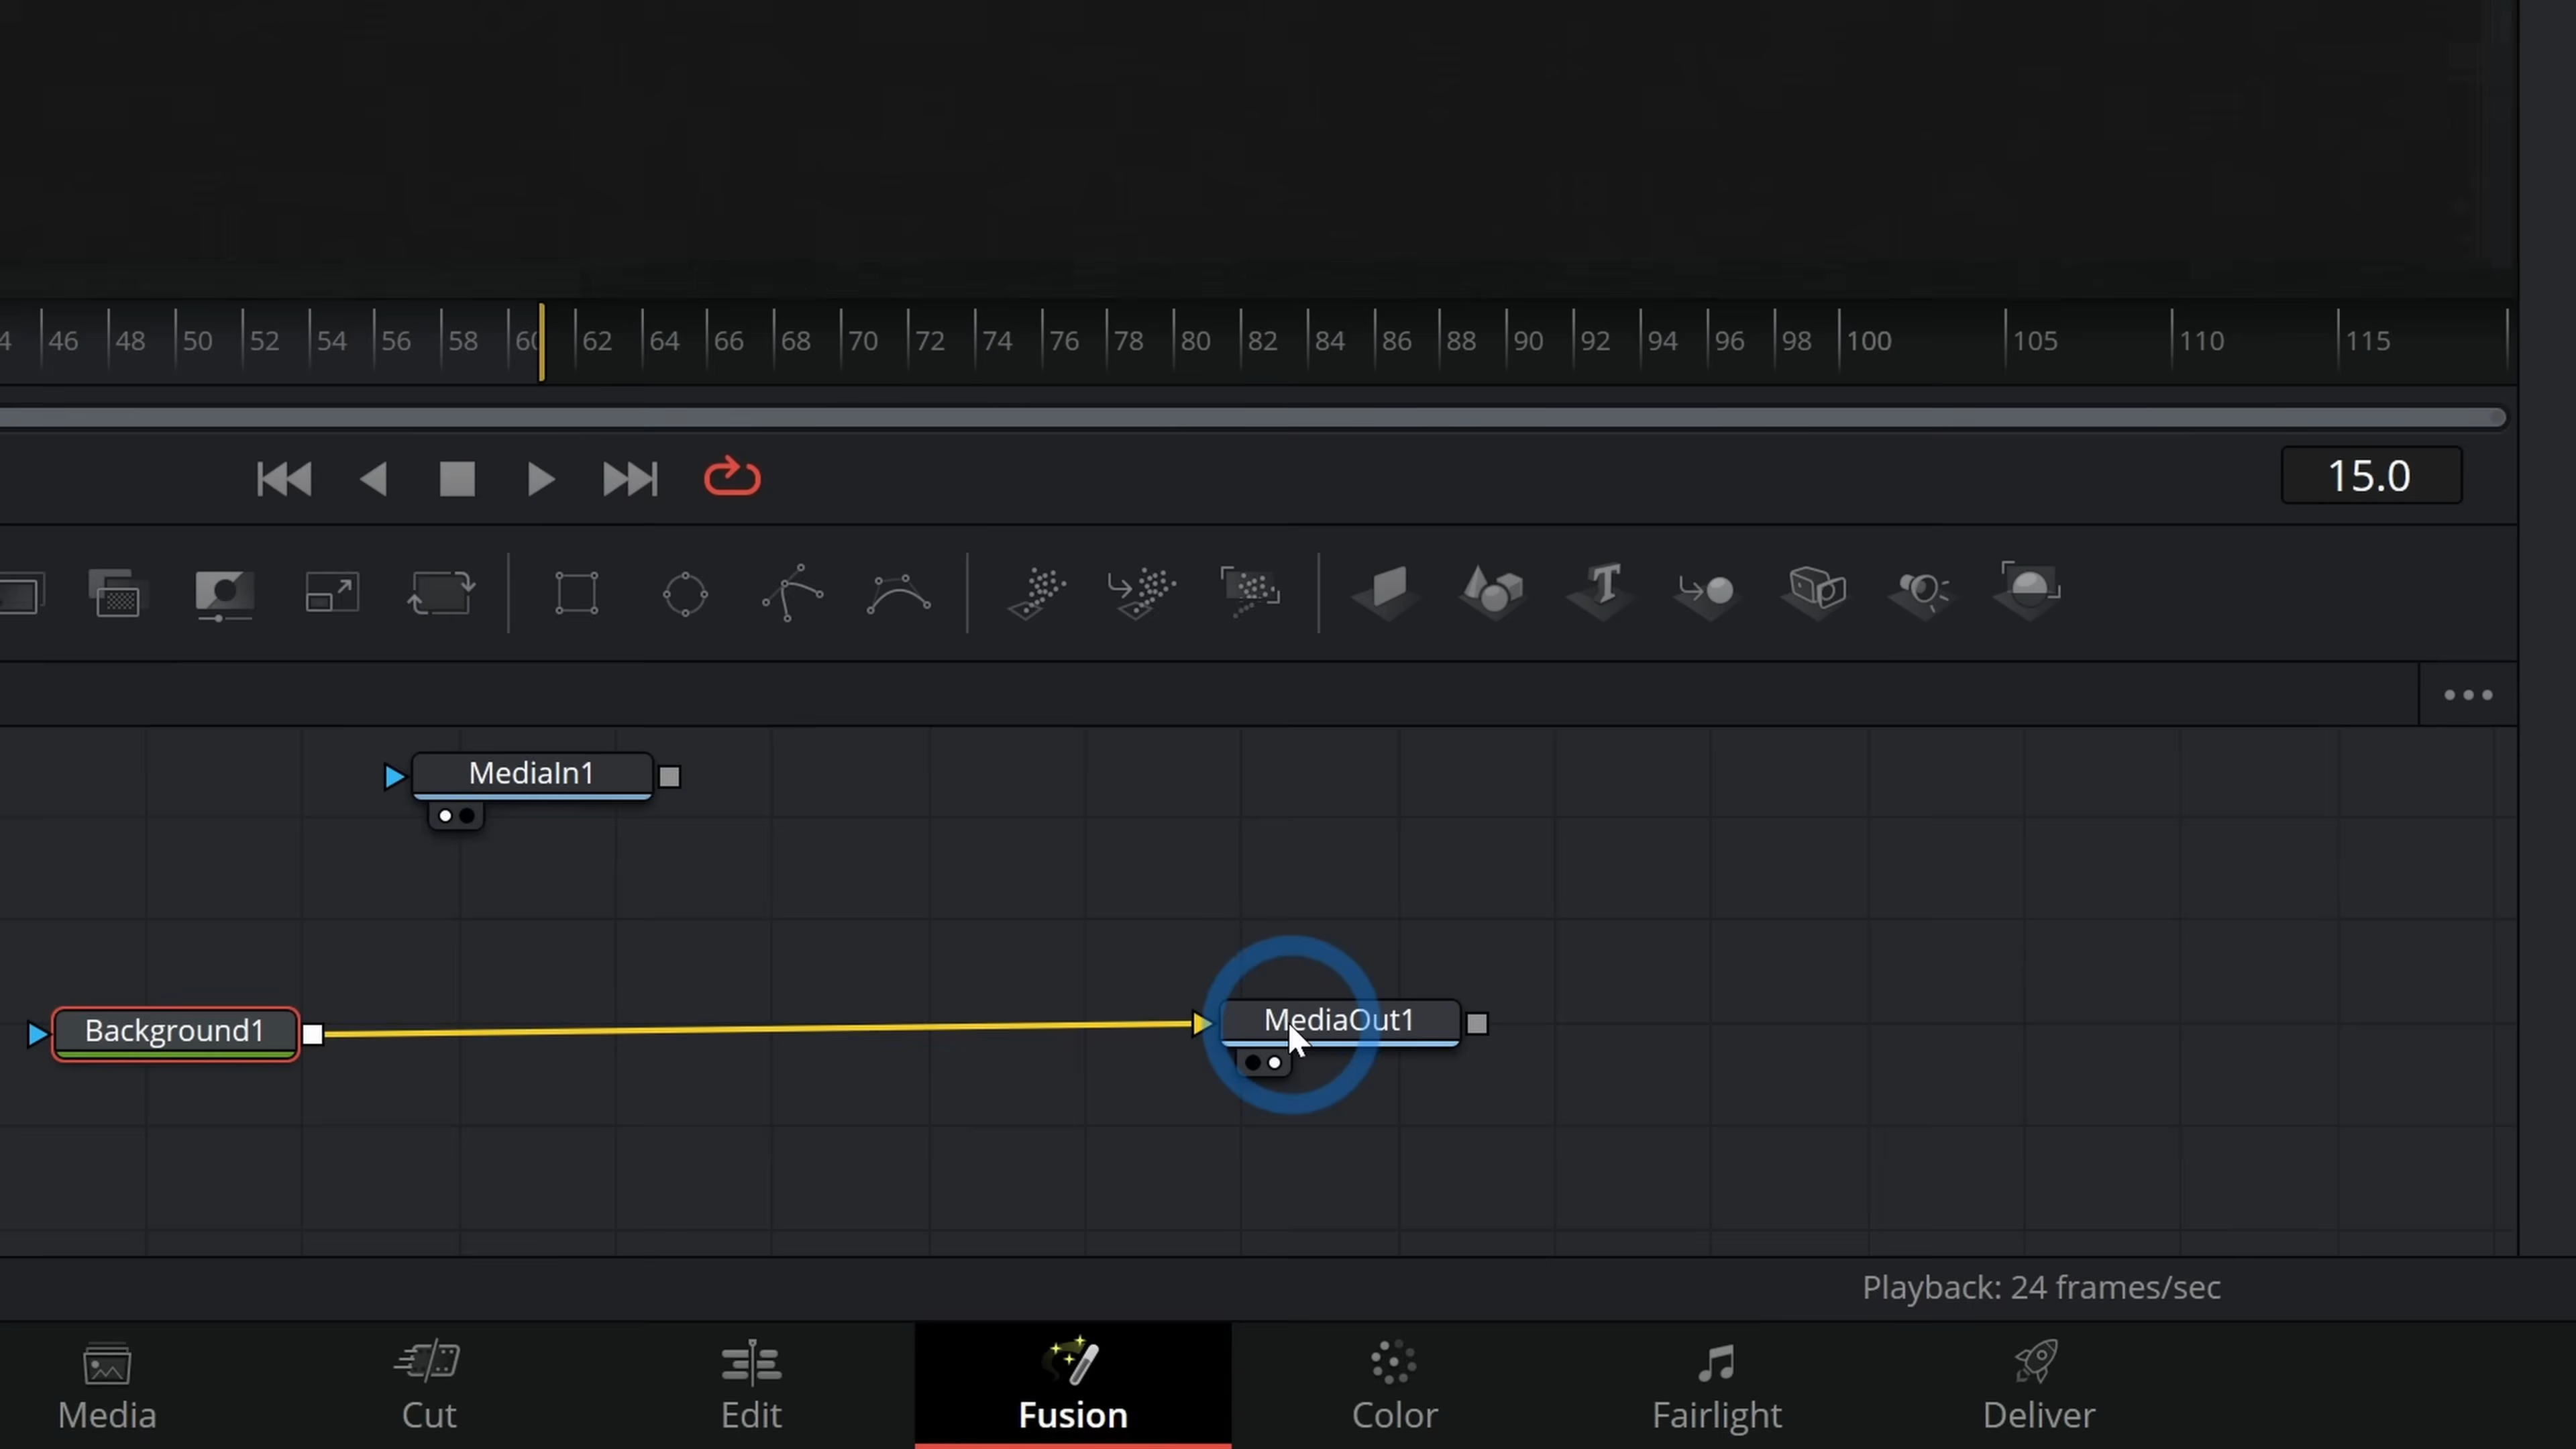 4 46 48 50 52 54 56 58 60 62 64 66 68 70 72 74 76 78 80 82 84 86 88 90 92 94 96 98 100 105 110 115
15.0
MediaIn1
Background1
MediaOut1
Playback: 24 frames/sec
Media Cut Edit Fusion Color Fairlight Deliver